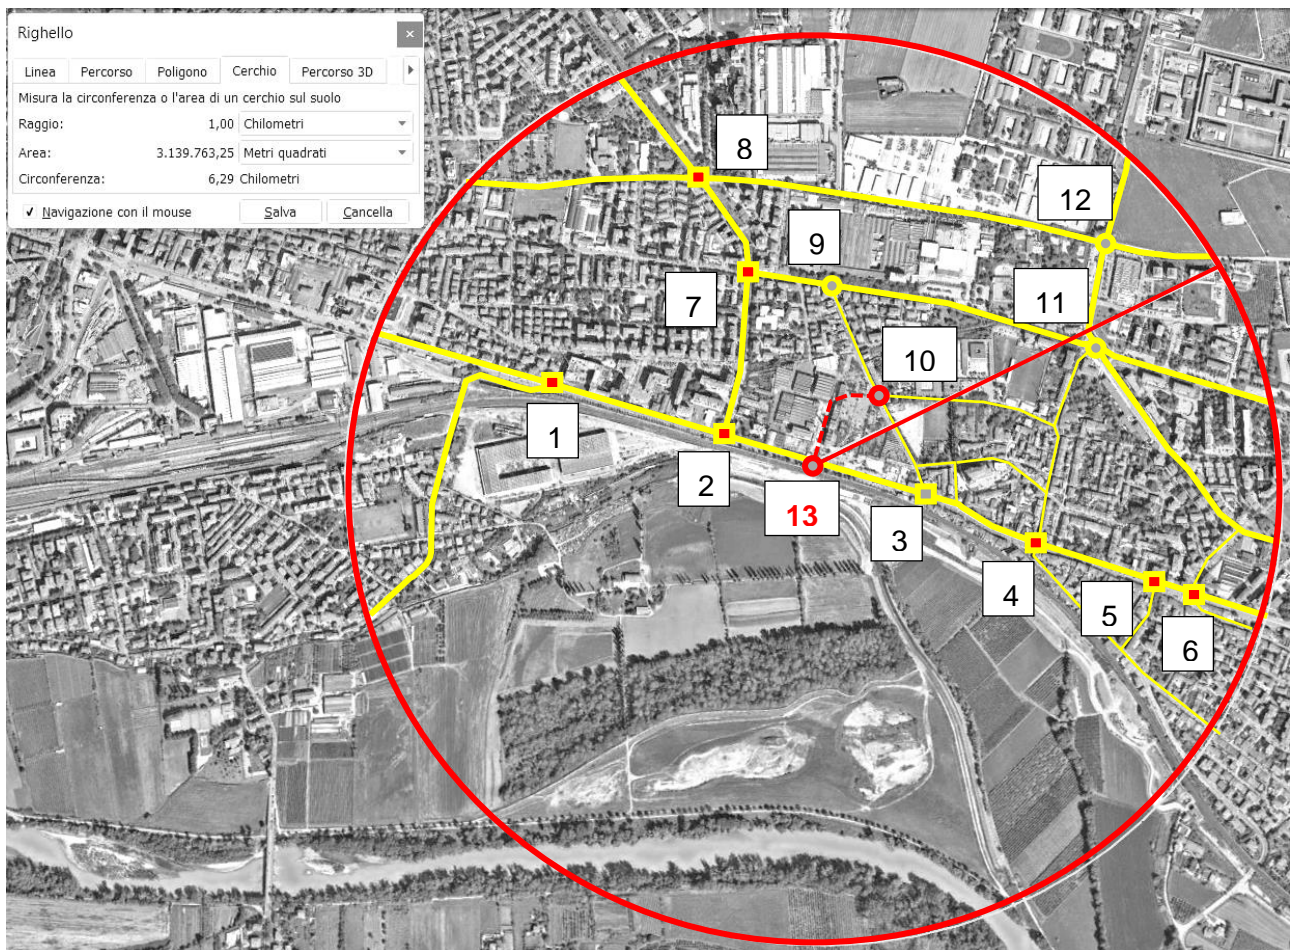 Righello
Linea Percorso Poligono Cerchio Percorso 3D
Misura la circonferenza o l'area di un cerchio sul suolo
Raggio: 1,00 Chilometri
Area: 3.139.763,25 Metri quadrati
Circonferenza: 6,29 Chilometri
Navigazione con il mouse Salva Cancella
8
12
9
7
11
10
1
2
13
3
4
5
6